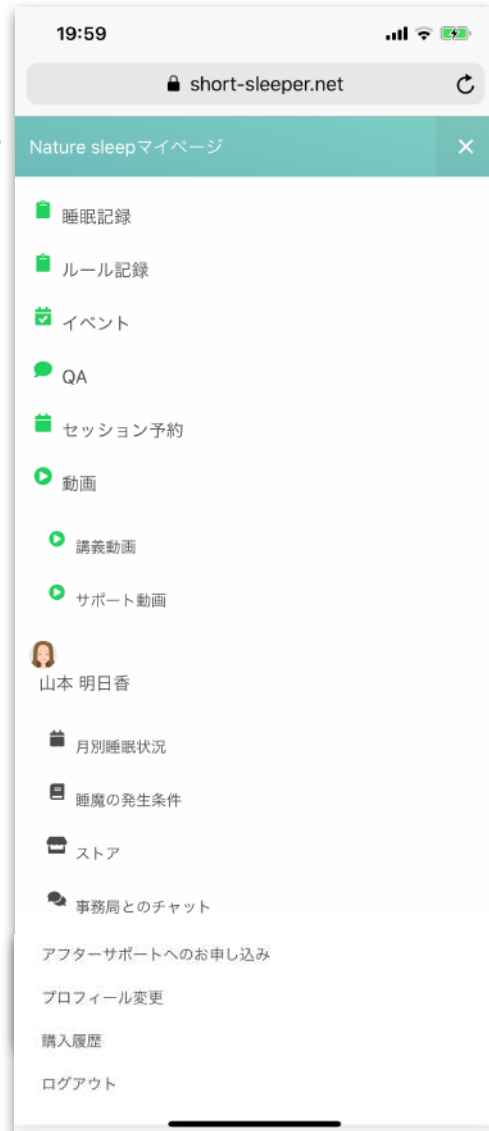 19:59
short-sleeper.net
Nature sleepマイページ
睡眠記録
ルール記録
イベント
QA
セッション予約
動画
講義動画
サポート動画
山本 明日香
月別睡眠状況
睡魔の発生条件
ストア
事務局とのチャット
アフターサポートへのお申し込み
プロフィール変更
購入履歴
ログアウト